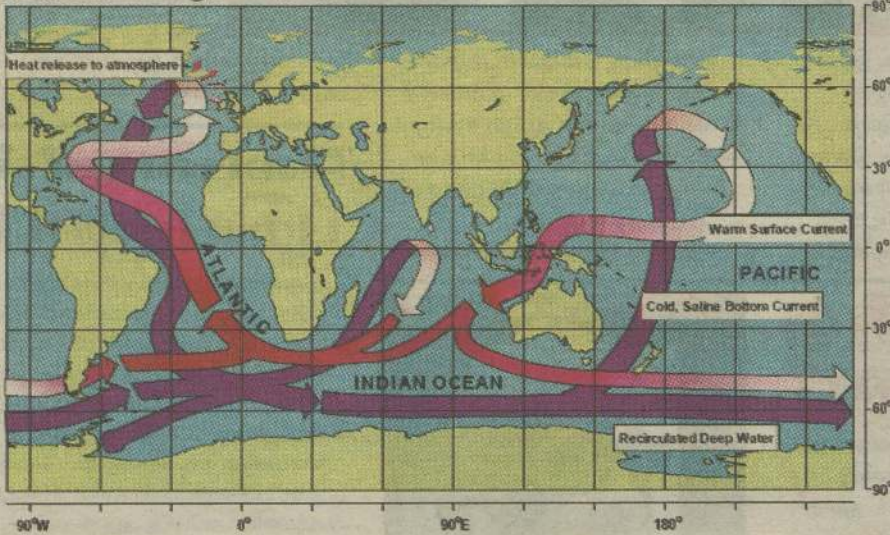 90°
Heat release to atmosphere
60°
30°
Warm Surface Current
0°
ATLANTIC
PACIFIC
Cold, Saline Bottom Current
30°
INDIAN OCEAN
60°
Recirculated Deep Water
90°
90°W
0°
90°E
180°